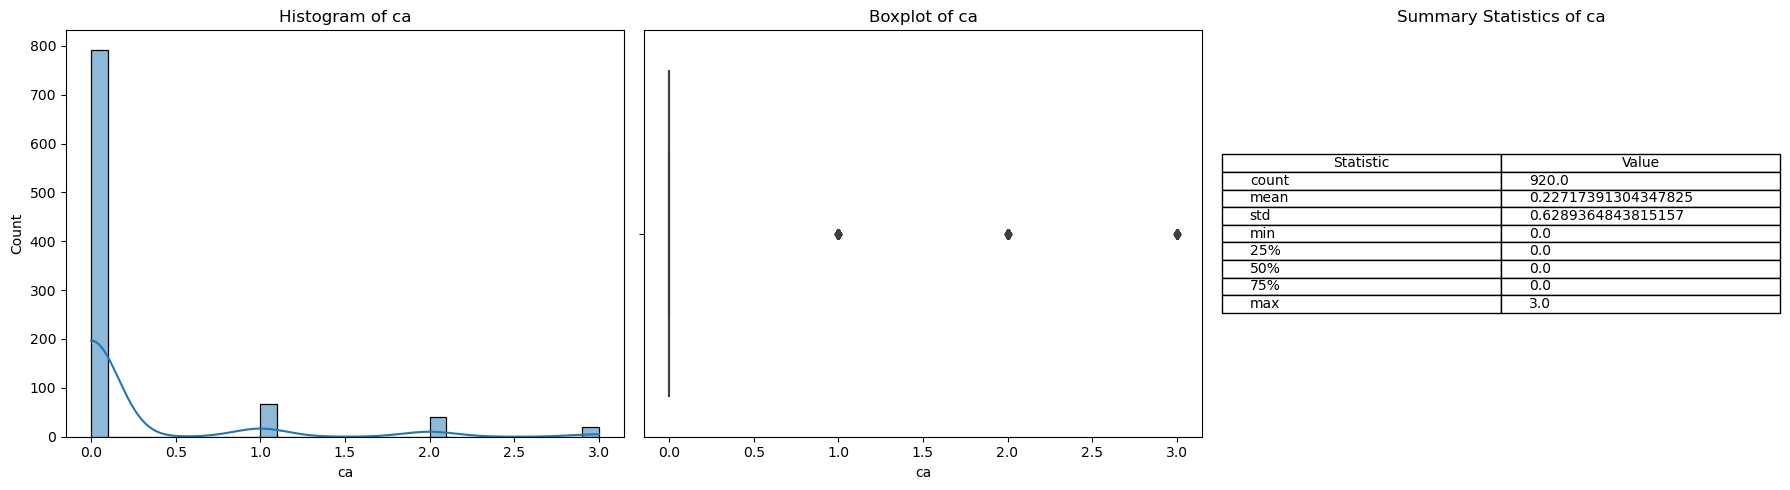 Histogram of ca
800
700
600
500
400
300
200
100
0
Count
0.0 0.5 1.0 1.5 2.0 2.5 3.0
ca
Boxplot of ca
0.0 0.5 1.0 1.5 2.0 2.5 3.0
ca
Summary Statistics of ca
Statistic Value
count 920.0
mean 0.22717391304347825
std 0.6289364843815157
min 0.0
25% 0.0
50% 0.0
75% 0.0
max 3.0